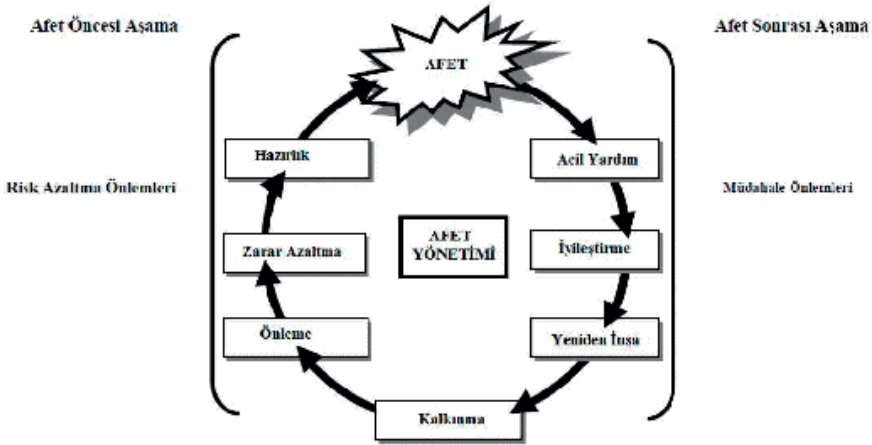 Afet Öncesi Aşama
AFET
Afet Sonrası Aşama
Hazırlık
Acil Yardım
Risk Azaltma Önlemleri
Müdahale Önlemleri
Zarar Azaltma
AFET
YÖNETİMİ
İyileştirme
Önleme
Yeniden İnşa
Kalkınma